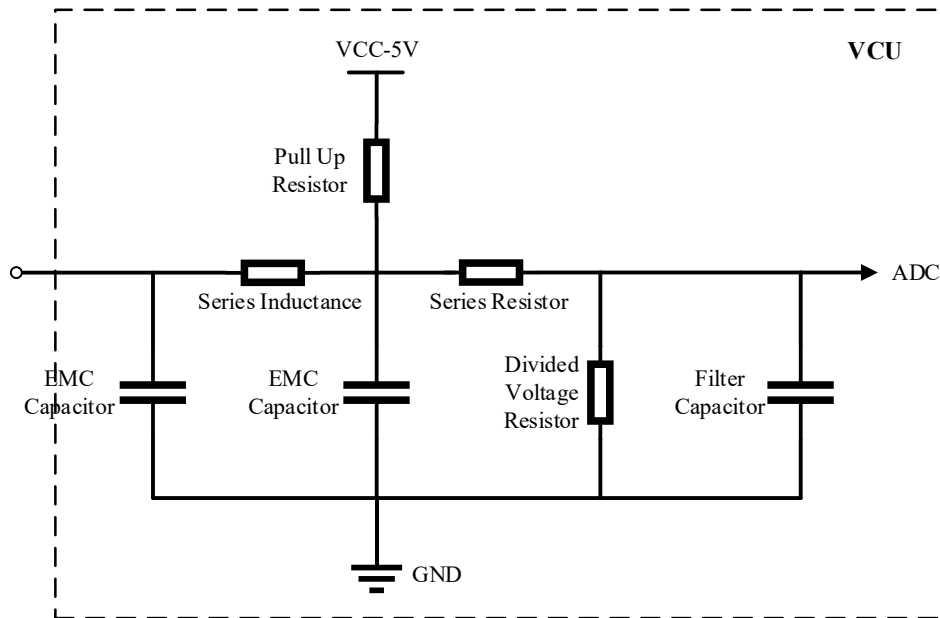 VCC-5V
VCU
Pull Up
Resistor
ADC
Series Inductance
Series Resistor
EMC
Capacitor
EMC
Capacitor
Divided
Voltage
Resistor
Filter
Capacitor
GND